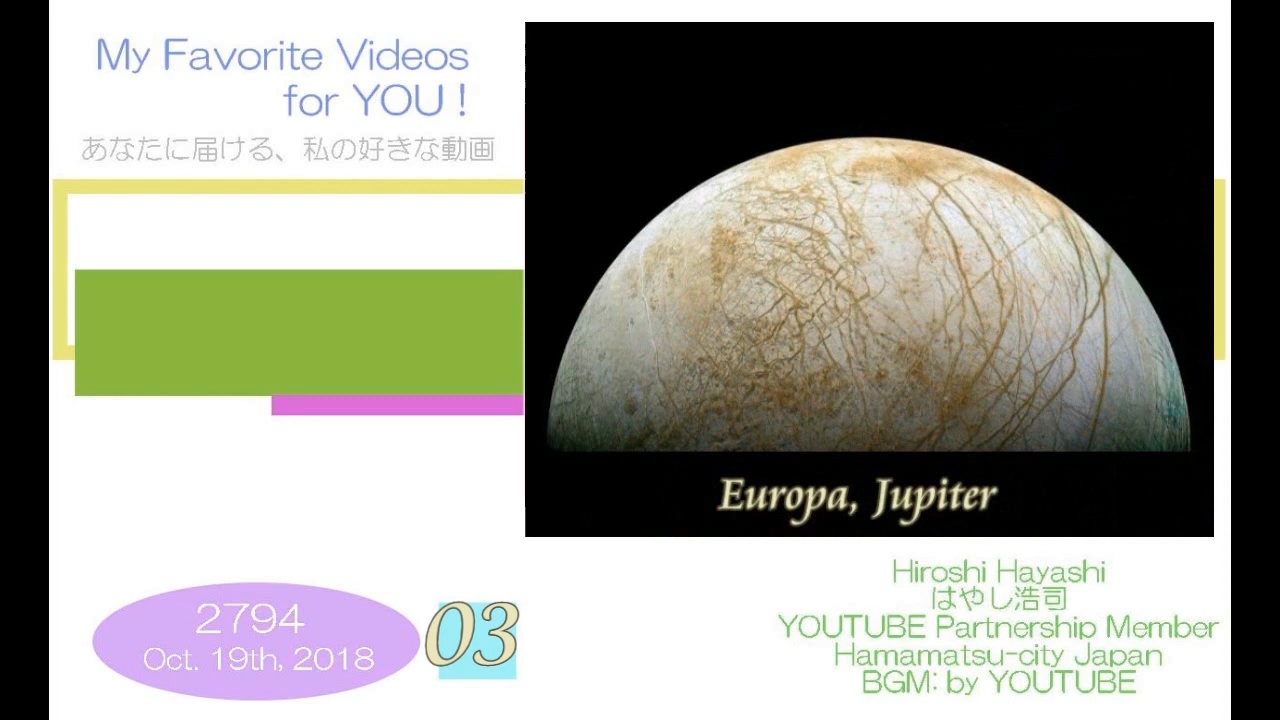 My Favorite Videos
for YOU !
あなたに届ける、私の好きな動画
Europa, Jupiter
2794
Oct. 19th, 2018
03
Hiroshi Hayashi
はやし浩司
YOUTUBE Partnership Member
Hamamatsu-city Japan
BGM: by YOUTUBE